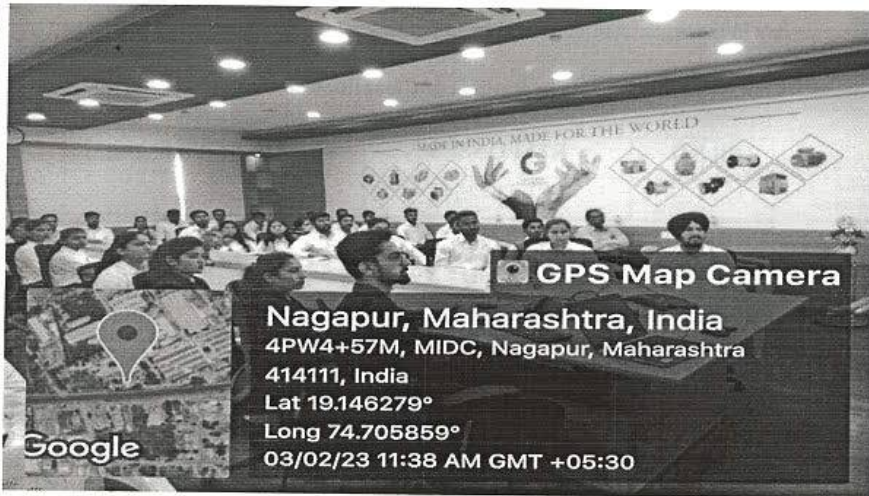 MADE IN INDIA, MADE FOR THE WORLD
GPS Map Camera
Nagapur, Maharashtra, India
4PW4+57M, MIDC, Nagapur, Maharashtra
414111, India
Lat 19.146279°
Long 74.705859°
03/02/23 11:38 AM GMT +05:30
Google